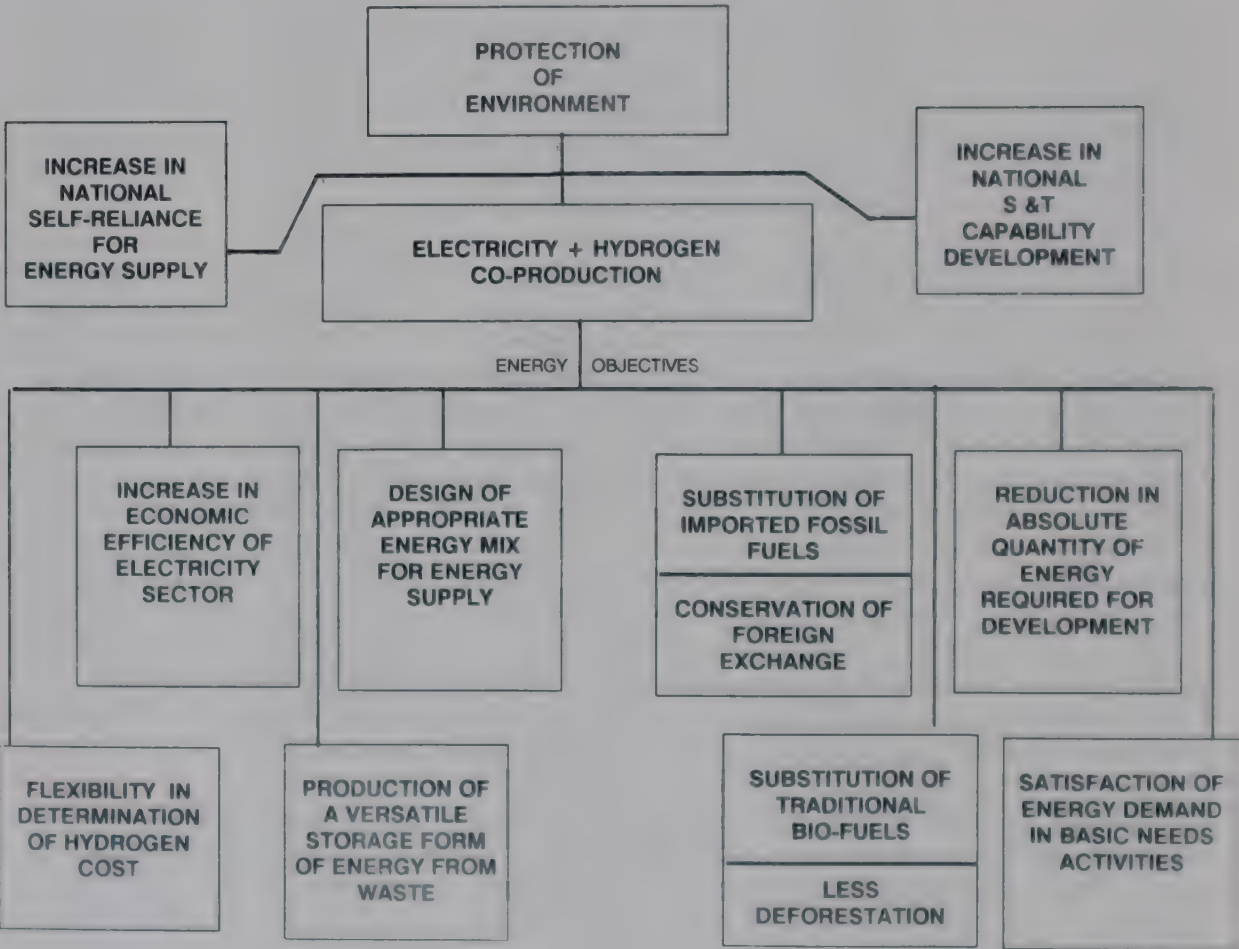 PROTECTION
OF
ENVIRONMENT
INCREASE IN
NATIONAL
SELF-RELIANCE
FOR
ENERGY SUPPLY
INCREASE IN
NATIONAL
S &T
CAPABILITY
DEVELOPMENT
ELECTRICITY + HYDROGEN
CO-PRODUCTION
ENERGY OBJECTIVES
INCREASE IN
ECONOMIC
EFFICIENCY OF
ELECTRICITY
SECTOR
DESIGN OF
APPROPRIATE
ENERGY MIX
FOR ENERGY
SUPPLY
SUBSTITUTION OF
IMPORTED FOSSIL
FUELS
CONSERVATION OF
FOREIGN
EXCHANGE
REDUCTION IN
ABSOLUTE
QUANTITY OF
ENERGY
REQUIRED FOR
DEVELOPMENT
FLEXIBILITY IN
DETERMINATION
OF HYDROGEN
COST
PRODUCTION OF
A VERSATILE
STORAGE FORM
OF ENERGY FROM
WASTE
SUBSTITUTION OF
TRADITIONAL
BIO-FUELS
LESS
DEFORESTATION
SATISFACTION OF
ENERGY DEMAND
IN BASIC NEEDS
ACTIVITIES